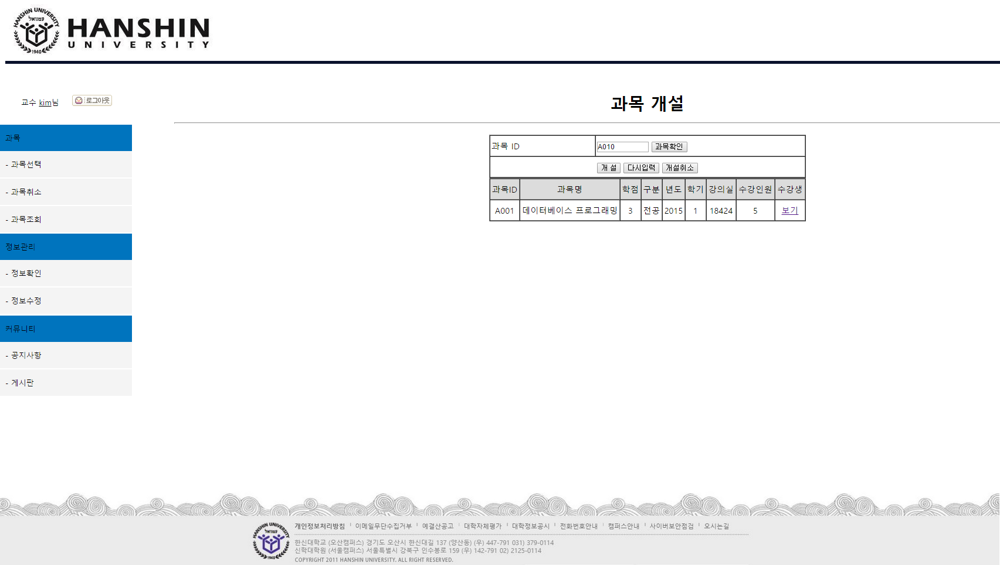 HANSHIN UNIVERSITY
עמנואל
1940
HANSHIN
UNIVERSITY
교수 kim님
로그아웃
과목 개설
과목
- 과목선택
- 과목취소
- 과목조회
정보관리
- 정보확인
- 정보수정
커뮤니티
- 공지사항
- 게시판
과목 ID A010 과목확인
개 설 다시입력 개설취소
과목ID 과목명 학점 구분 년도 학기 강의실 수강인원 수강생
A001 데이터베이스 프로그래밍 3 전공 2015 1 18424 5 보기
HANSHIN UNIVERSITY
עמנואל
1940
개인정보처리방침 이메일무단수집거부 예결산공고 대학자체평가 대학정보공시 전화번호안내 캠퍼스안내 사이버보안점검 오시는길
한신대학교 (오산캠퍼스) 경기도 오산시 한신대길 137 (양산동) (우) 447-791 031) 379-0114
신학대학원 (서울캠퍼스) 서울특별시 강북구 인수봉로 159 (우) 142-791 02) 2125-0114
COPYRIGHT 2011 HANSHIN UNIVERSITY. ALL RIGHT RESERVED.